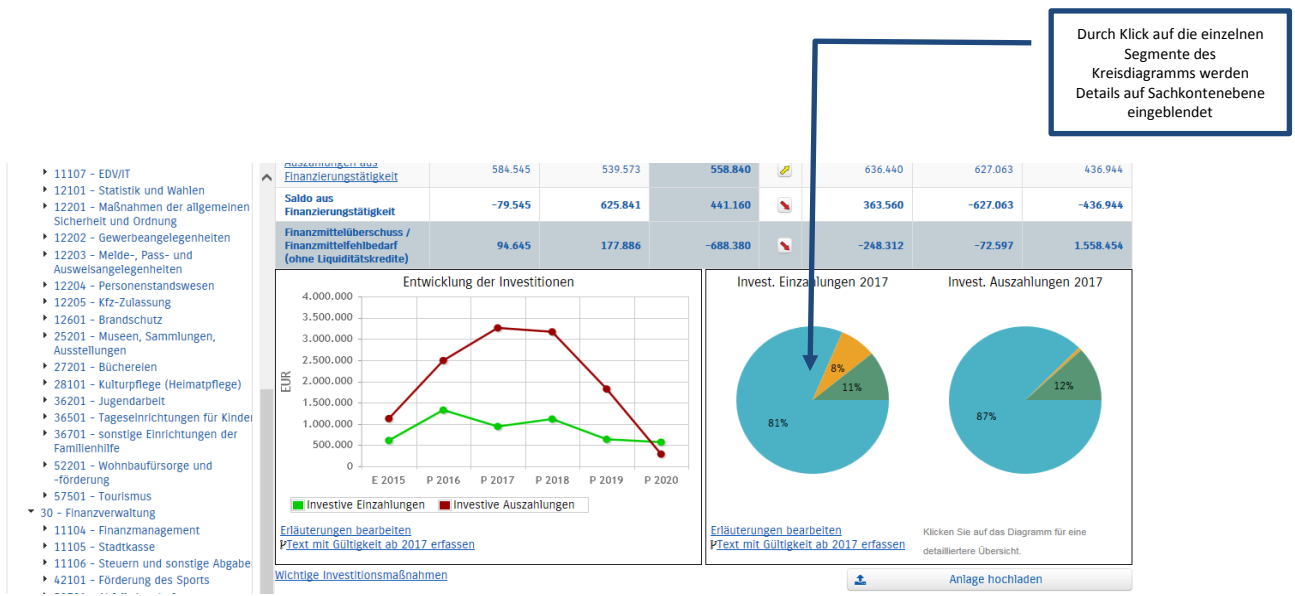 Durch Klick auf die einzelnen
Segmente des
Kreisdiagramms werden
Details auf Sachkontenebene
eingeblendet
11107 - EDV/IT
12101 - Statistik und Wahlen
12201 - Maßnahmen der allgemeinen
Sicherheit und Ordnung
12202 - Gewerbeangelegenheiten
12203 - Melde-, Pass- und
Ausweisangelegenheiten
12204 - Personenstandswesen
12205 - Kfz-Zulassung
12601 - Brandschutz
25201 - Museen, Sammlungen,
Ausstellungen
27201 - Büchereien
28101 - Kulturpflege (Heimatpflege)
36201 - Jugendarbeit
36501 - Tageseinrichtungen für Kinder
36701 - sonstige Einrichtungen der
Familienhilfe
52201 - Wohnbaufürsorge und
-förderung
57501 - Tourismus
30 - Finanzverwaltung
11104 - Finanzmanagement
11105 - Stadtkasse
11106 - Steuern und sonstige Abgabe
42101 - Förderung des Sports
Auszahlungen aus
Finanzierungstätigkeit 584.545 539.573 558.840 636.440 627.063 436.944
Saldo aus
Finanzierungstätigkeit -79.545 625.841 441.160 363.560 -627.063 -436.944
Finanzmittelüberschuss /
Finanzmittelfehlbedarf
(ohne Liquiditätskredite) 94.645 177.886 -688.380 -248.312 -72.597 1.558.454
Entwicklung der Investitionen
4.000.000
3.500.000
3.000.000
2.500.000
2.000.000
1.500.000
1.000.000
500.000
0
EUR
E 2015 P 2016 P 2017 P 2018 P 2019 P 2020
Investive Einzahlungen Investive Auszahlungen
Erläuterungen bearbeiten
Text mit Gültigkeit ab 2017 erfassen
Invest. Einzahlungen 2017 Invest. Auszahlungen 2017
8%
11%
81%
12%
87%
Erläuterungen bearbeiten
Text mit Gültigkeit ab 2017 erfassen
Klicken Sie auf das Diagramm für eine
detailliertere Übersicht.
Wichtige Investitionsmaßnahmen
Anlage hochladen